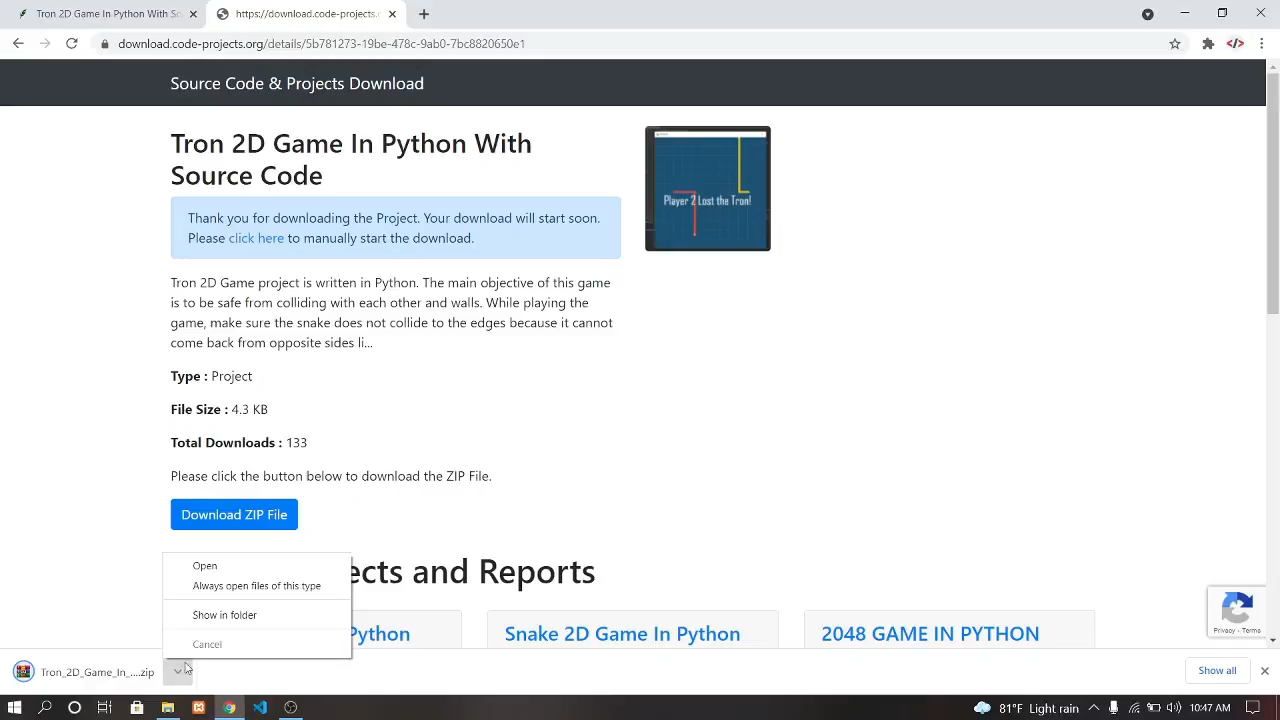 Tron 2D Game In Python With So
https://download.code-projects.
download.code-projects.org/details/5b781273-19be-478c-9ab0-7bc8820650e1
Source Code & Projects Download
Tron 2D Game In Python With
Source Code
Player 2 Lost the Tron!
Thank you for downloading the Project. Your download will start soon.
Please click here to manually start the download.
Tron 2D Game project is written in Python. The main objective of this game
is to be safe from colliding with each other and walls. While playing the
game, make sure the snake does not collide to the edges because it cannot
come back from opposite sides li...
Type : Project
File Size : 4.3 KB
Total Downloads : 133
Please click the button below to download the ZIP File.
Download ZIP File
Open
Always open files of this type
Show in folder
Cancel
ects and Reports
Python
Snake 2D Game In Python
2048 GAME IN PYTHON
Privacy - Terms
Tron_2D_Game_In_....zip
Show all
81°F Light rain
10:47 AM